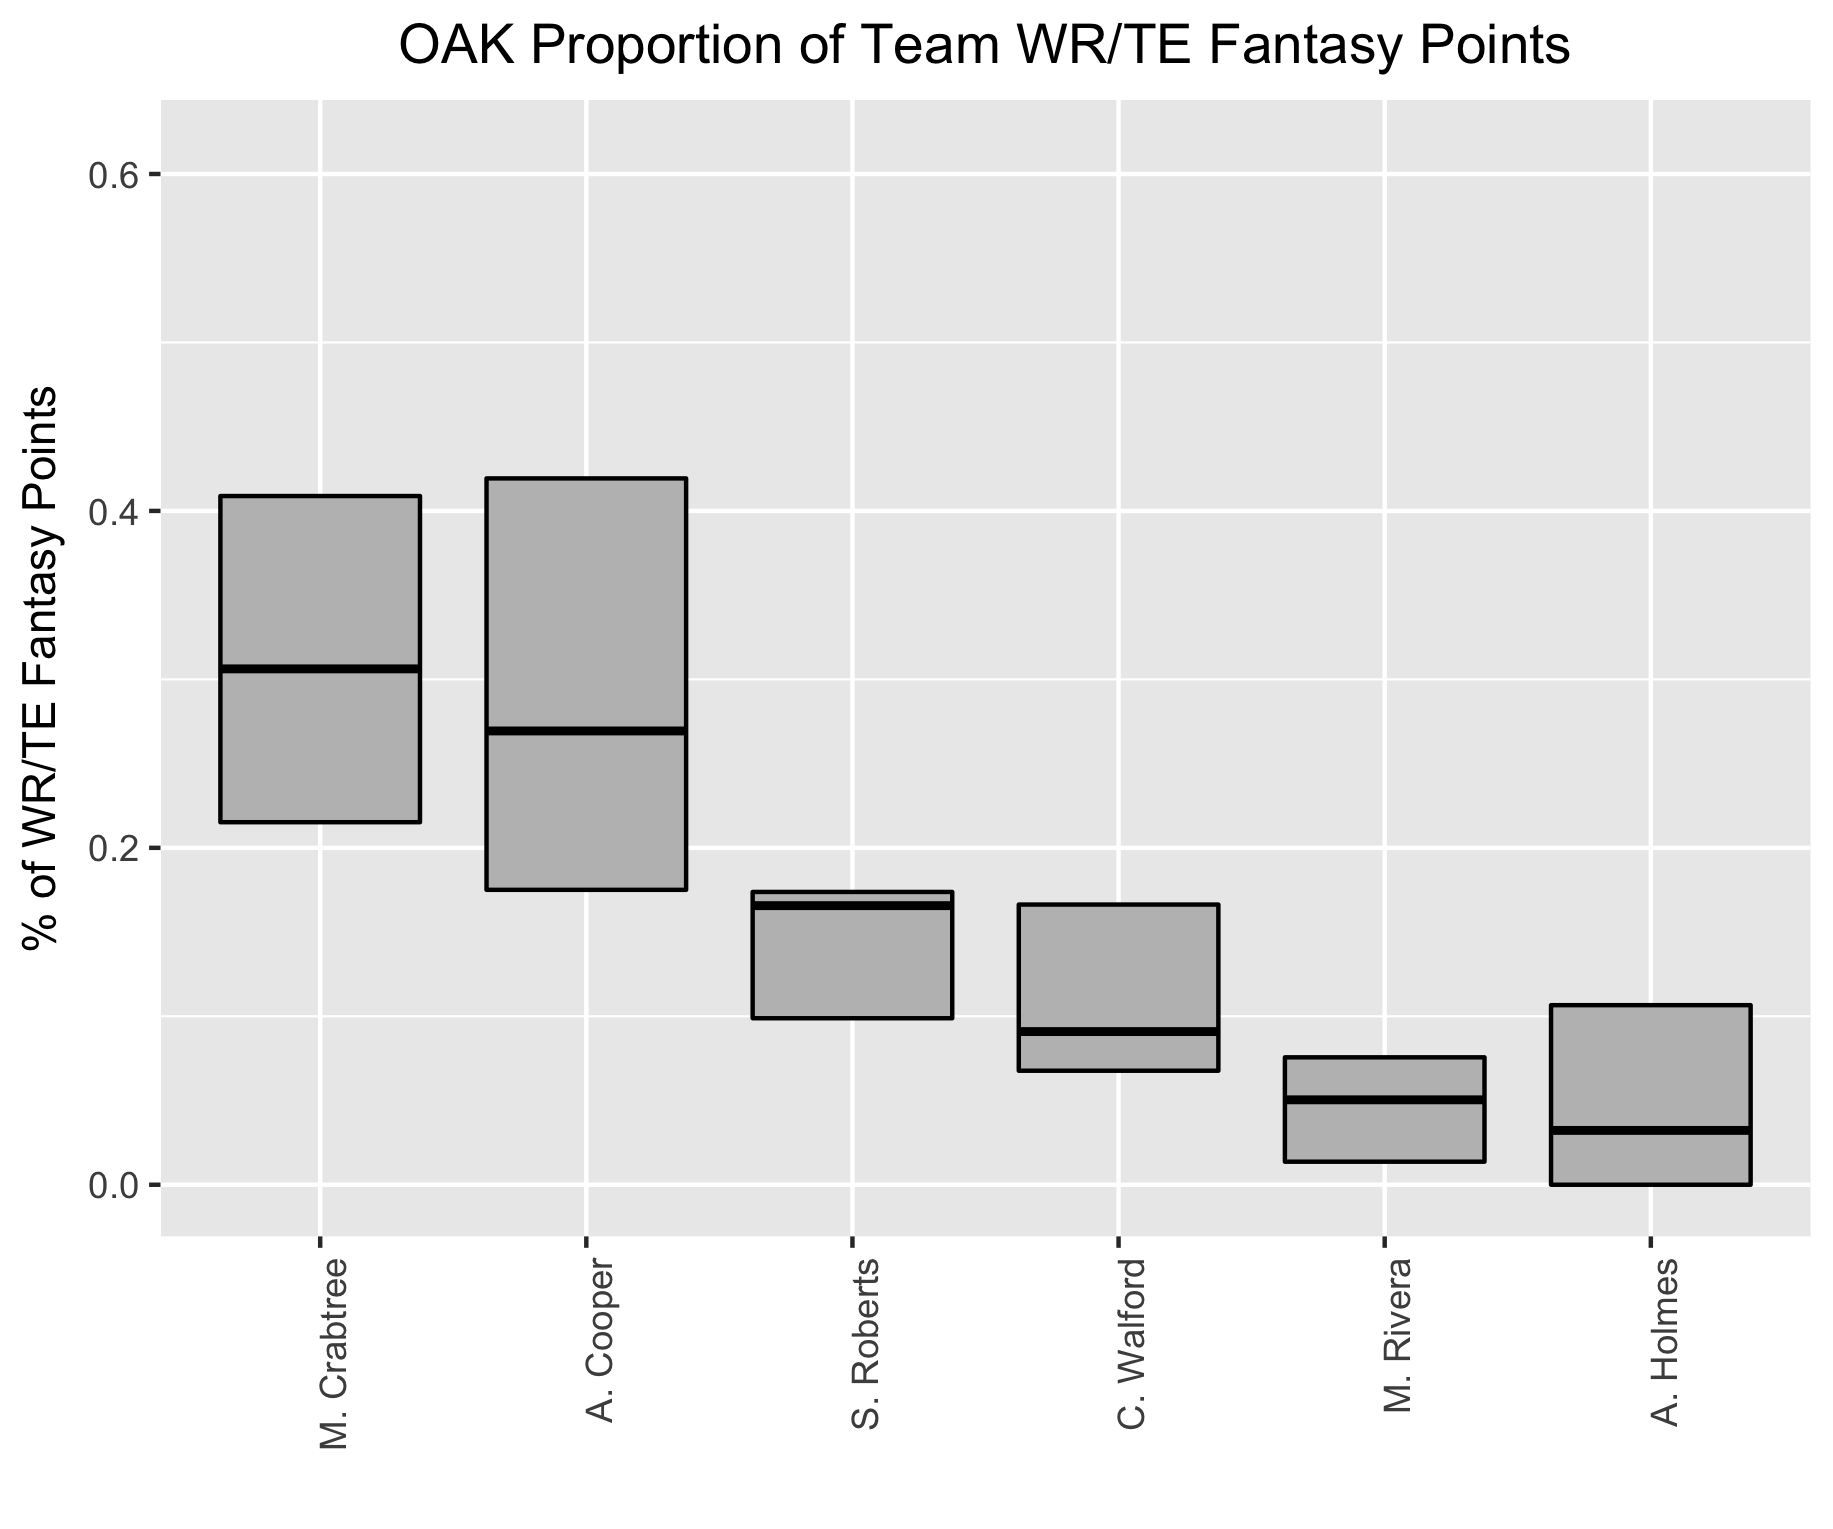 OAK Proportion of Team WR/TE Fantasy Points
% of WR/TE Fantasy Points
0.6
0.4
0.2
0.0
M. Crabtree
A. Cooper
S. Roberts
C. Walford
M. Rivera
A. Holmes